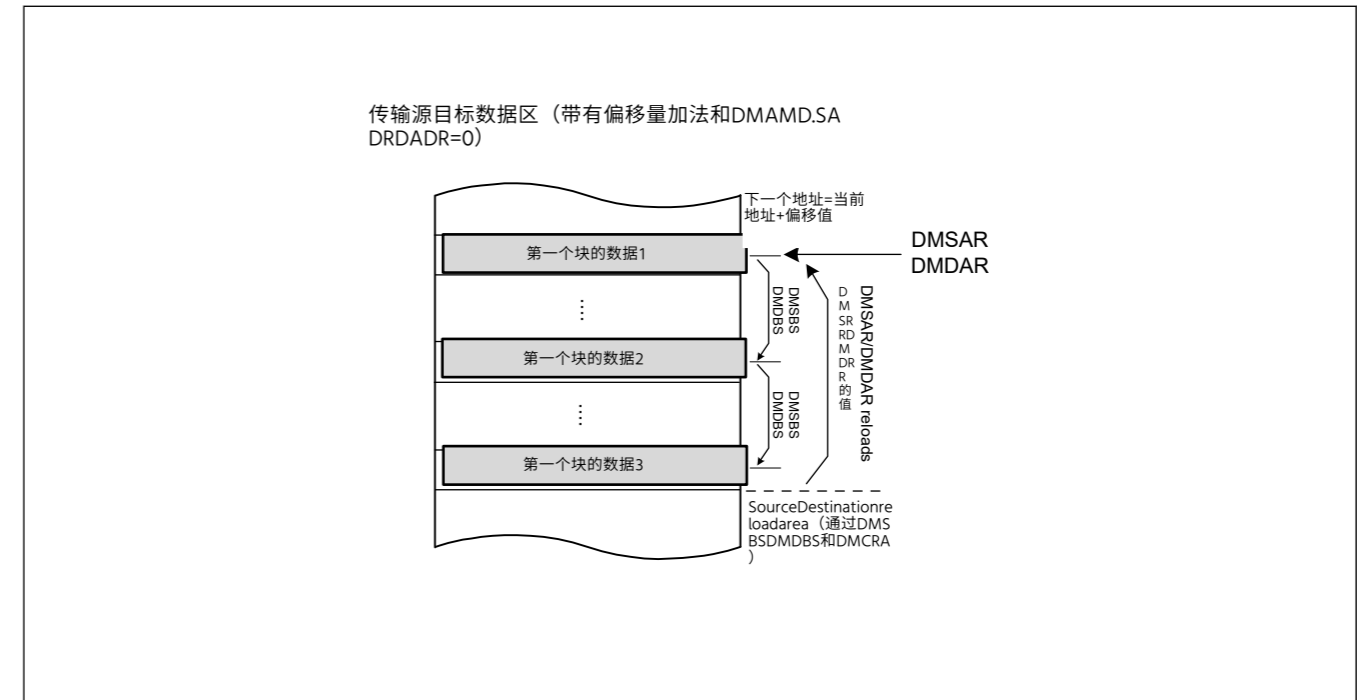 传输源目标数据区（带有偏移量加法和DMAMD.SA
DRDADR=0）
下一个地址=当前
地址+偏移值
第一个块的数据1
DMSAR
DMDAR
DMSBS
DMDBS
DMSAR/DMDAR reloads
D
M
SR
RD
M
DR
R
的
值
⋮
第一个块的数据2
DMSBS
DMDBS
⋮
第一个块的数据3
SourceDestinationre
loadarea（通过DMS
BSDMDBS和DMCRA
）